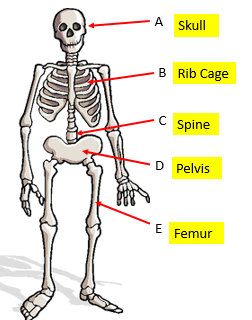 A Skull
B Rib Cage
C Spine
D Pelvis
E Femur